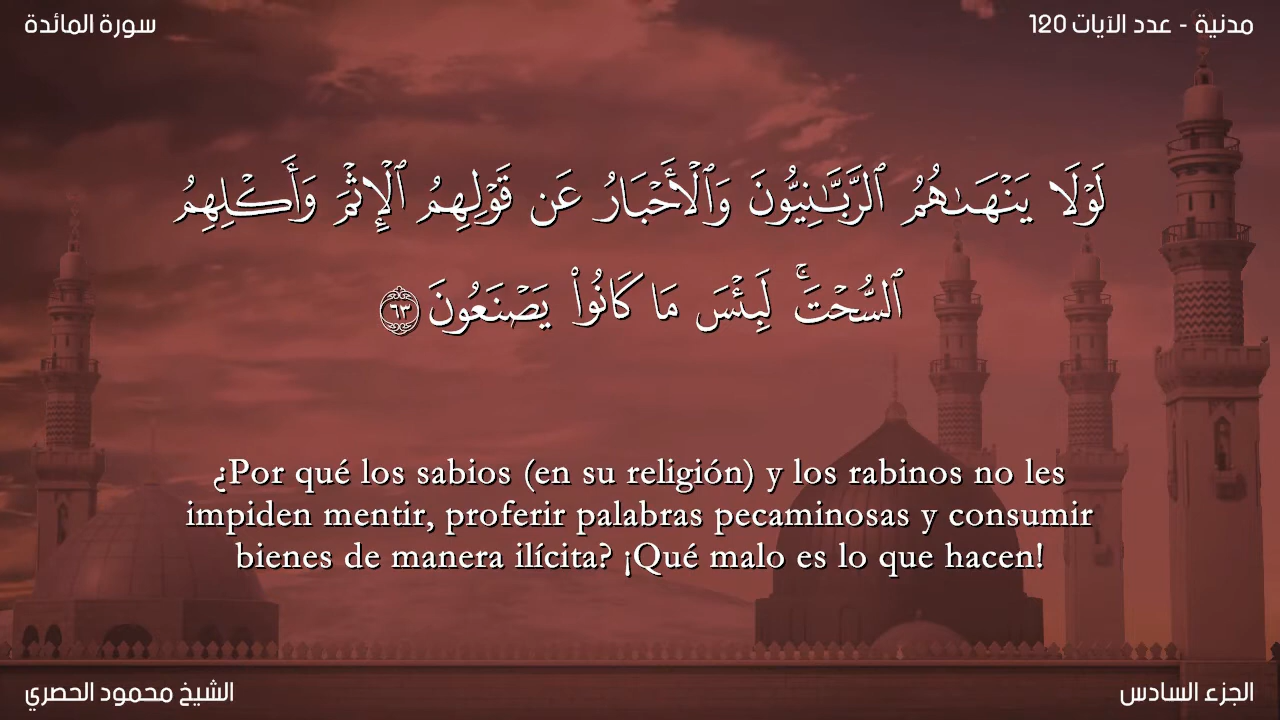 سورة المائدة
مدنية - عدد الآيات 120
لَوْلَا يَنْهَىٰهُمُ ٱلرَّبَّـٰنِيُّونَ وَٱلْأَحْبَارُ عَن قَوْلِهِمُ ٱلْإِثْمَ وَأَكْلِهِمُ
ٱلسُّحْتَ ۚ لَبِئْسَ مَا كَانُوا۟ يَصْنَعُونَ ٦٣
¿Por qué los sabios (en su religión) y los rabinos no les
impiden mentir, proferir palabras pecaminosas y consumir
bienes de manera ilícita? ¡Qué malo es lo que hacen!
الشيخ محمود الحصري
الجزء السادس